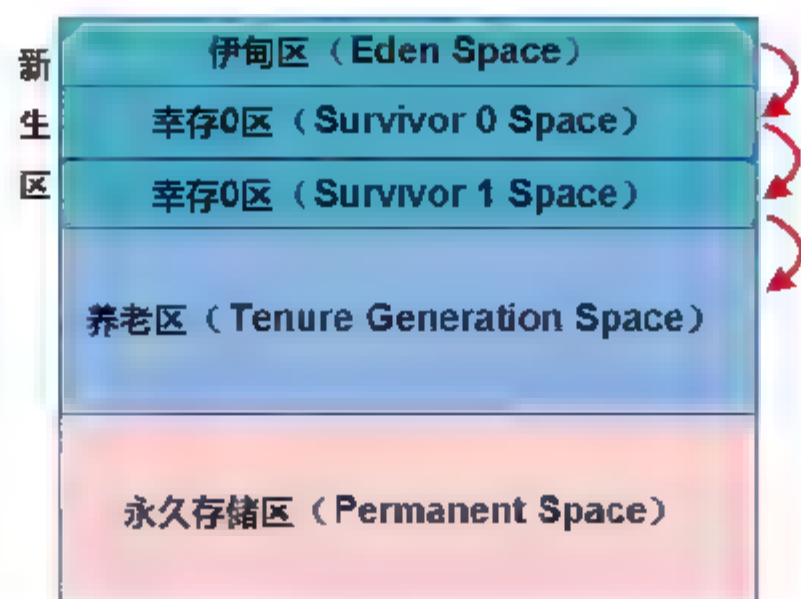 新生区
伊甸区（Eden Space）
幸存0区（Survivor 0 Space）
幸存0区（Survivor 1 Space）
养老区（Tenure Generation Space）
永久存储区（Permanent Space）